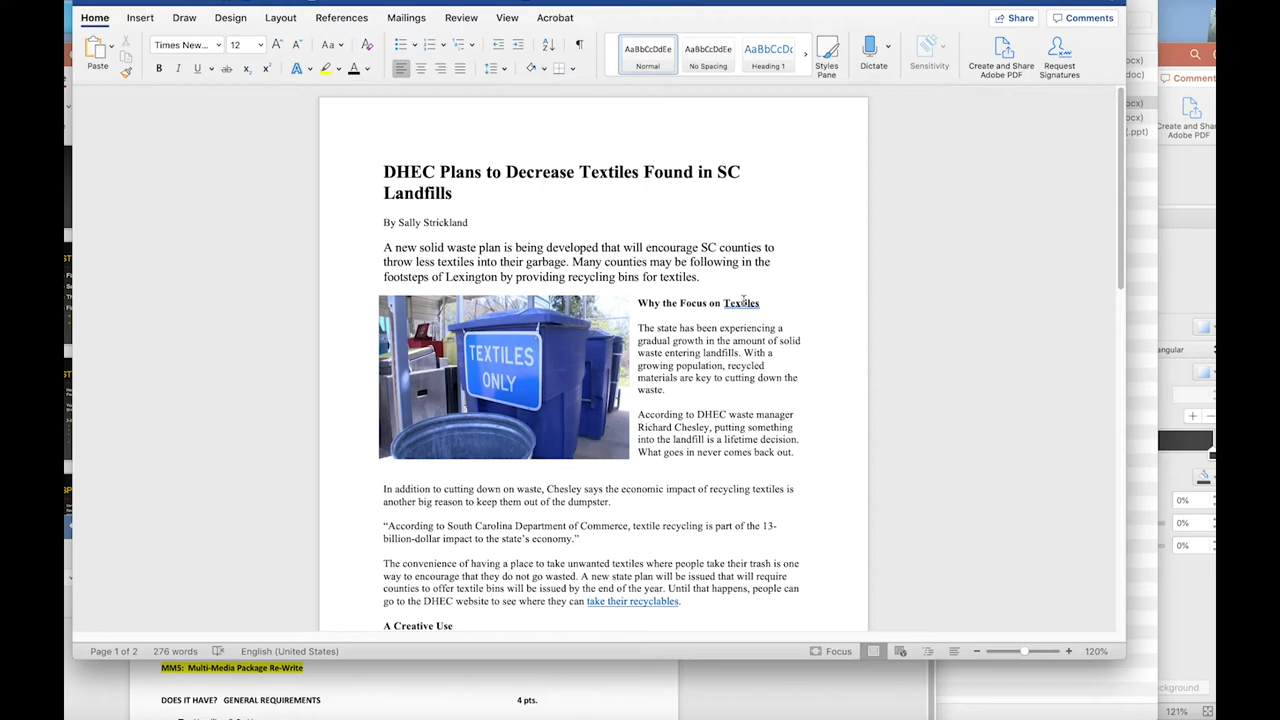 Home Insert Draw Design Layout References Mailings Review View Acrobat Share Comments
Times New... 12
Paste
AaBbCcDdEe AaBbCcDdEe AaBbCcDc
Normal No Spacing Heading 1
Styles Pane
Dictate
Sensitivity
Create and Share Adobe PDF
Request Signatures
DHEC Plans to Decrease Textiles Found in SC
Landfills
By Sally Strickland
A new solid waste plan is being developed that will encourage SC counties to
throw less textiles into their garbage. Many counties may be following in the
footsteps of Lexington by providing recycling bins for textiles.
TEXTILES
ONLY
Why the Focus on Textiles
The state has been experiencing a
gradual growth in the amount of solid
waste entering landfills. With a
growing population, recycled
materials are key to cutting down the
waste.
According to DHEC waste manager
Richard Chesley, putting something
into the landfill is a lifetime decision.
What goes in never comes back out.
In addition to cutting down on waste, Chesley says the economic impact of recycling textiles is
another big reason to keep them out of the dumpster.
“According to South Carolina Department of Commerce, textile recycling is part of the 13-
billion-dollar impact to the state’s economy.”
The convenience of having a place to take unwanted textiles where people take their trash is one
way to encourage that they do not go wasted. A new state plan will be issued that will require
counties to offer textile bins will be issued by the end of the year. Until that happens, people can
go to the DHEC website to see where they can take their recyclables.
A Creative Use
Page 1 of 2 276 words English (United States) Focus 120%
MM5: Multi-Media Package Re-Write
DOES IT HAVE? GENERAL REQUIREMENTS 4 pts.
Create and Shar
Adobe PDF
0%
0%
0%
121%